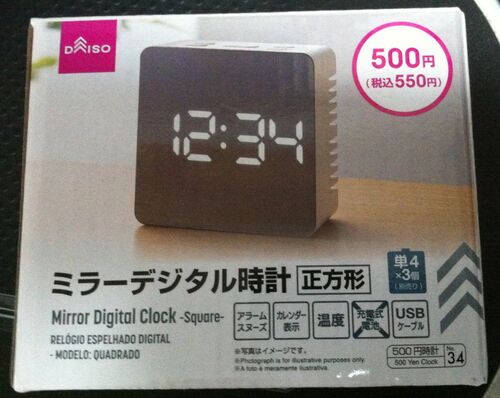 DAISO
500円
(税込550円)
12:34
単4
×3個
(別売り)
ミラーデジタル時計 正方形
Mirror Digital Clock -Square-
RELÓGIO ESPELHADO DIGITAL
- MODELO: QUADRADO
アラーム
スヌーズ
カレンダー
表示
温度
充電式
電池
USB
ケーブル
※写真はイメージです。
※Photograph is for illustrative purposes only.
※A foto é meramente ilustrativa.
500円時計
500 Yen Clock
No.
34